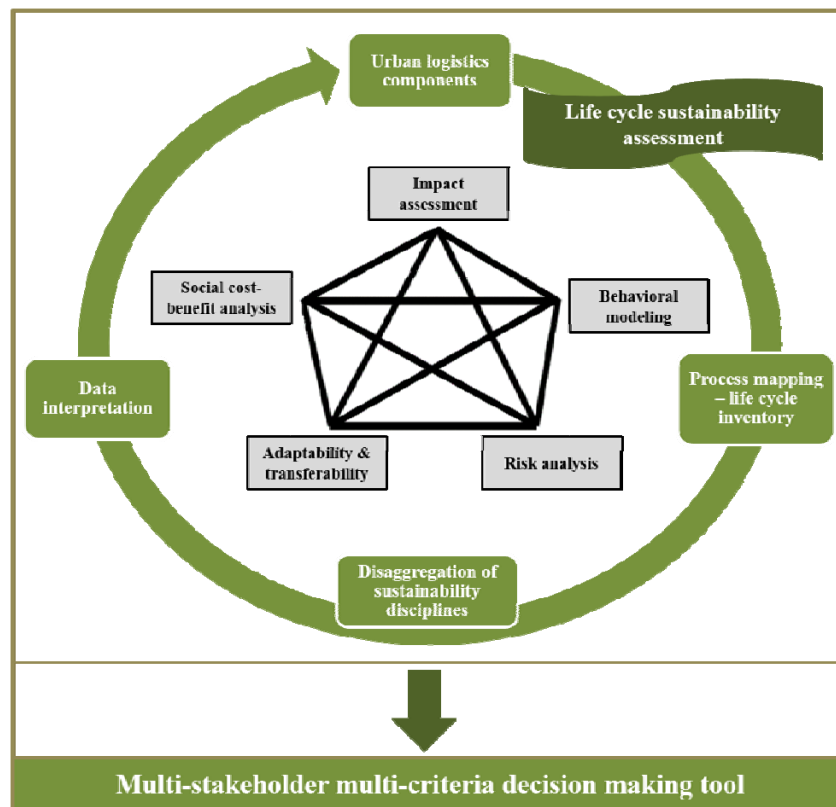 Urban logistics
components
Life cycle sustainability
assessment
Impact
assessment
Social cost-
benefit analysis
Behavioral
modeling
Data
interpretation
Process mapping
– life cycle
inventory
Adaptability &
transferability
Risk analysis
Disaggregation of
sustainability
disciplines
Multi-stakeholder multi-criteria decision making tool